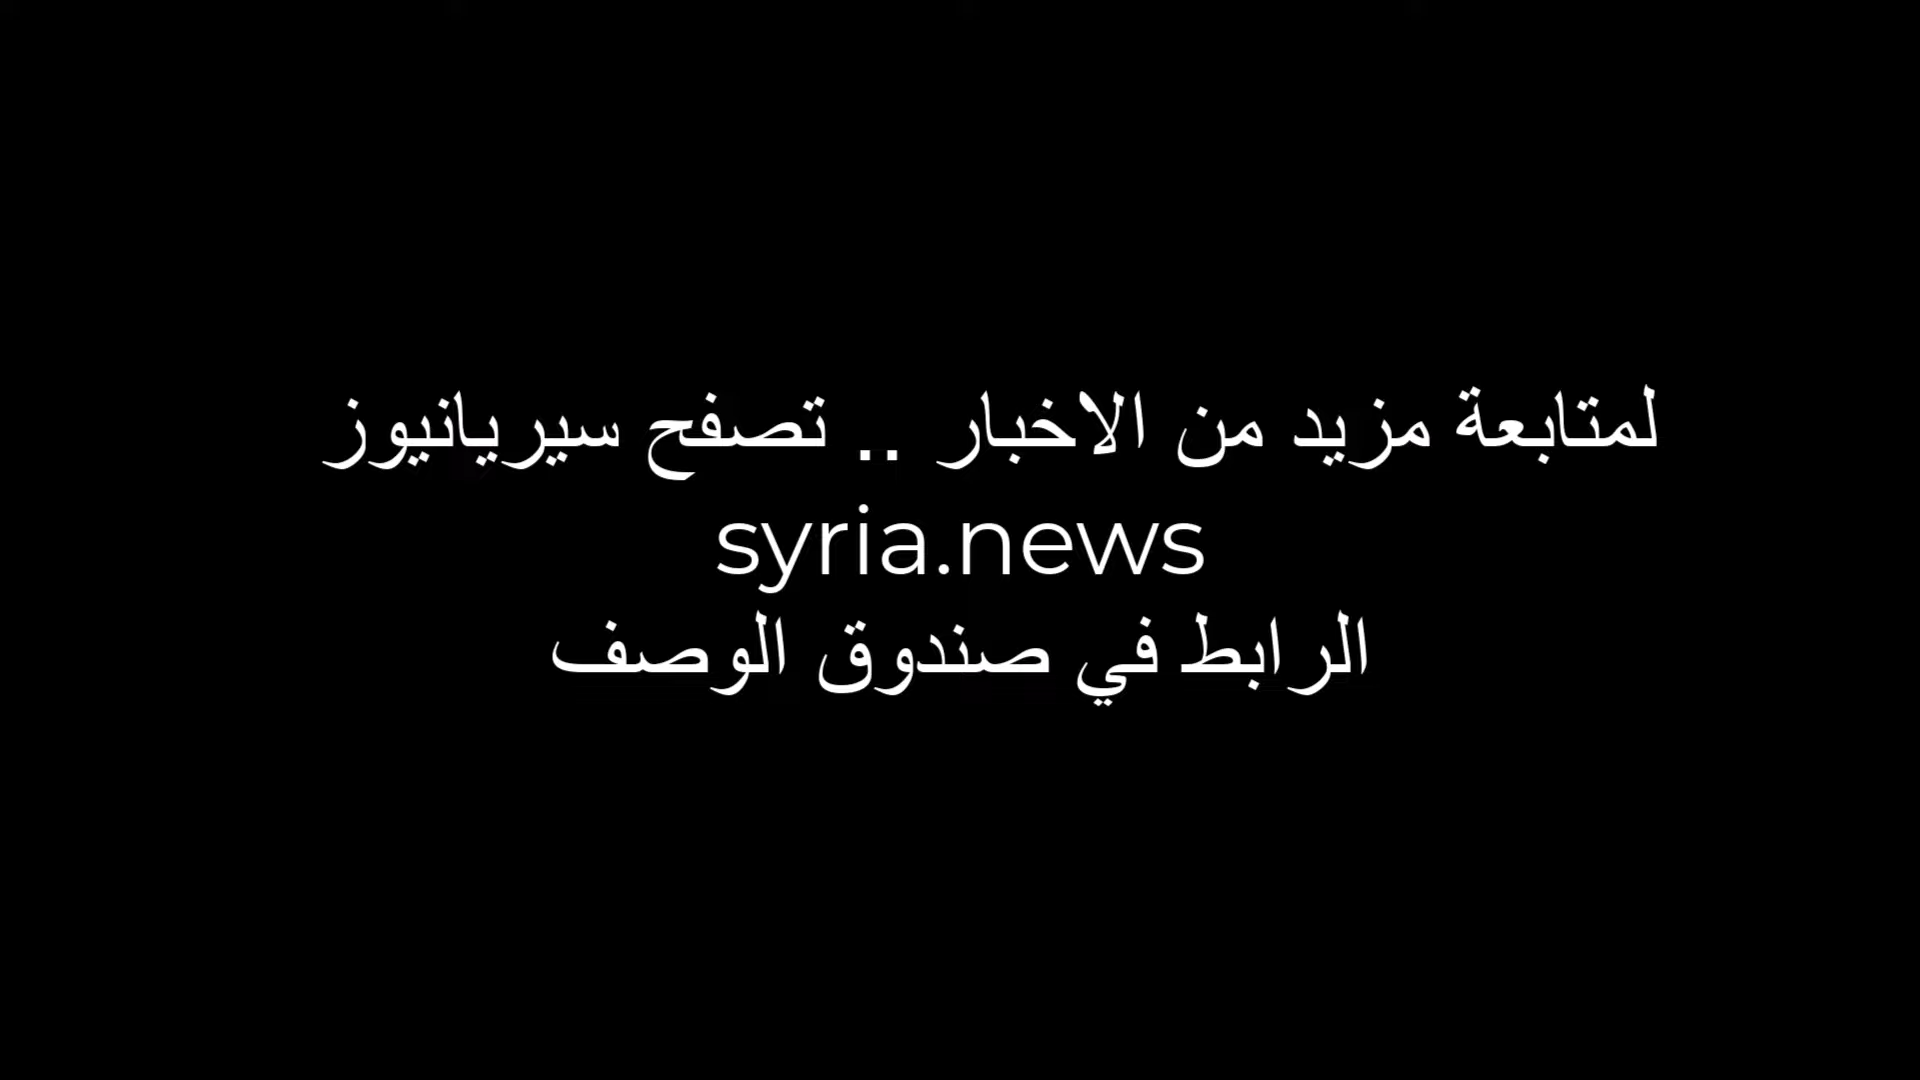 لمتابعة مزيد من الاخبار .. تصفح سيريانيوز
syria.news
الرابط في صندوق الوصف